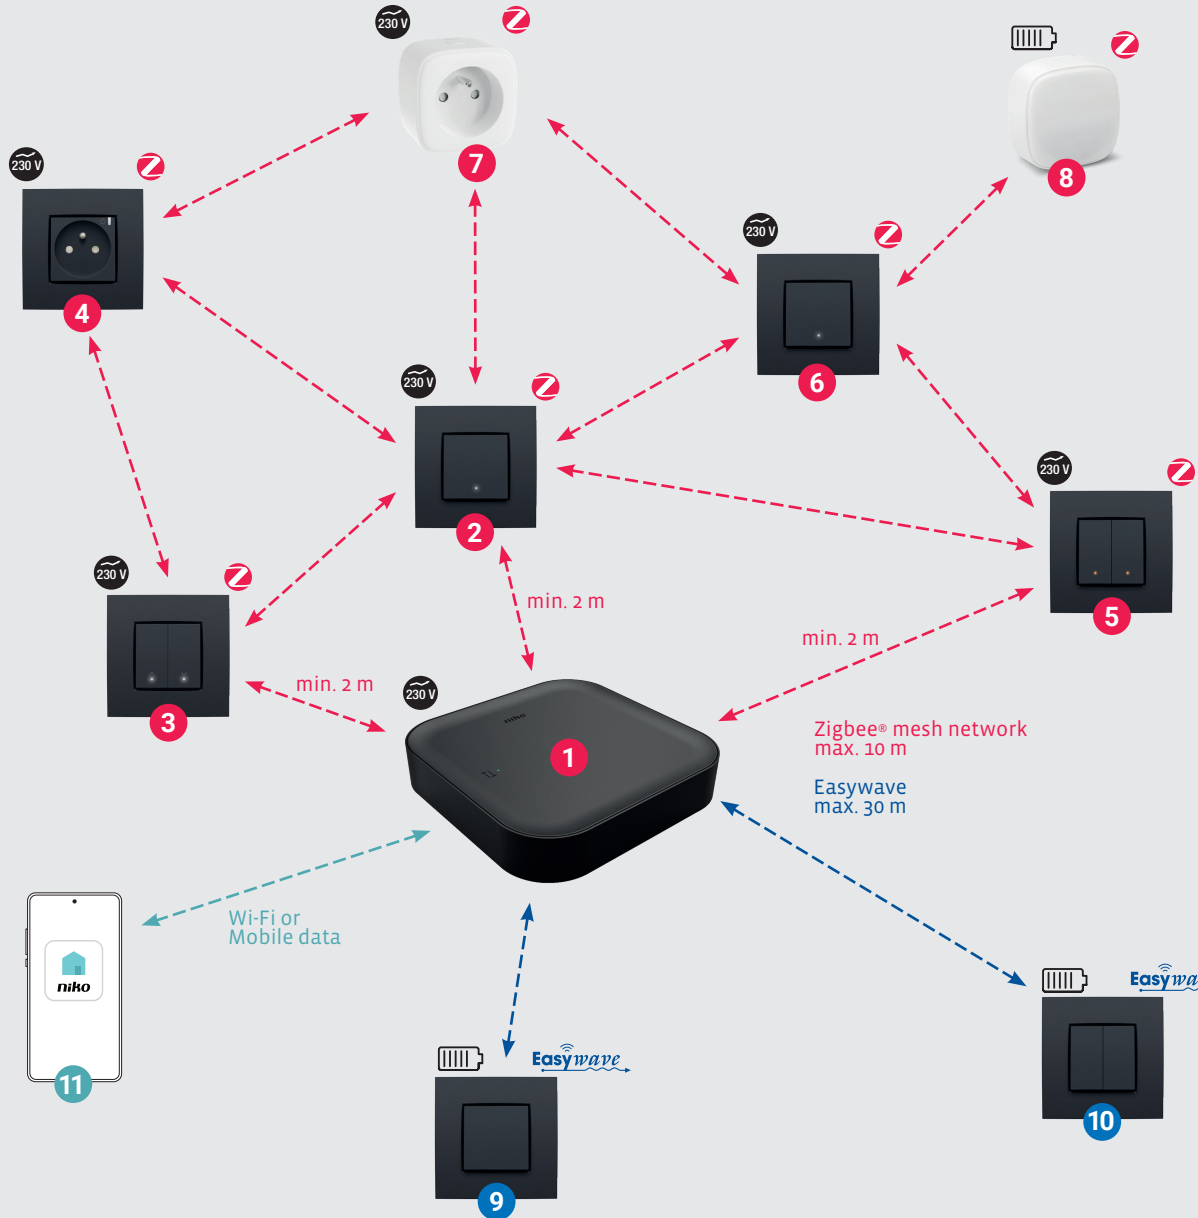 230 V
7
8
230 V
4
230 V
6
230 V
2
230 V
5
230 V
3
min. 2 m
min. 2 m
min. 2 m
230 V
niko
1
Zigbee® mesh network
max. 10 m
Easywave
max. 30 m
Wi-Fi or
Mobile data
niko
11
Easywave
9
Easywa
10